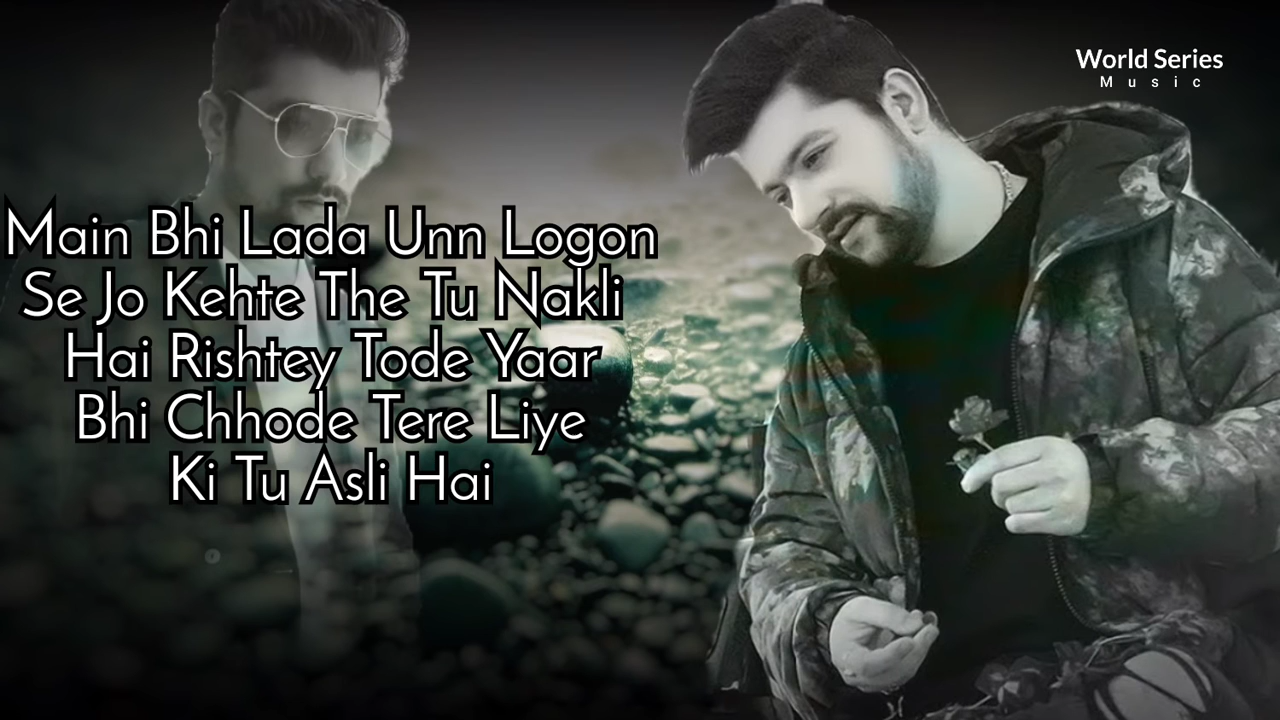 World Series
Music
Main Bhi Lada Unn Logon
Se Jo Kehte The Tu Nakli
Hai Rishtey Tode Yaar
Bhi Chhode Tere Liye
Ki Tu Asli Hai